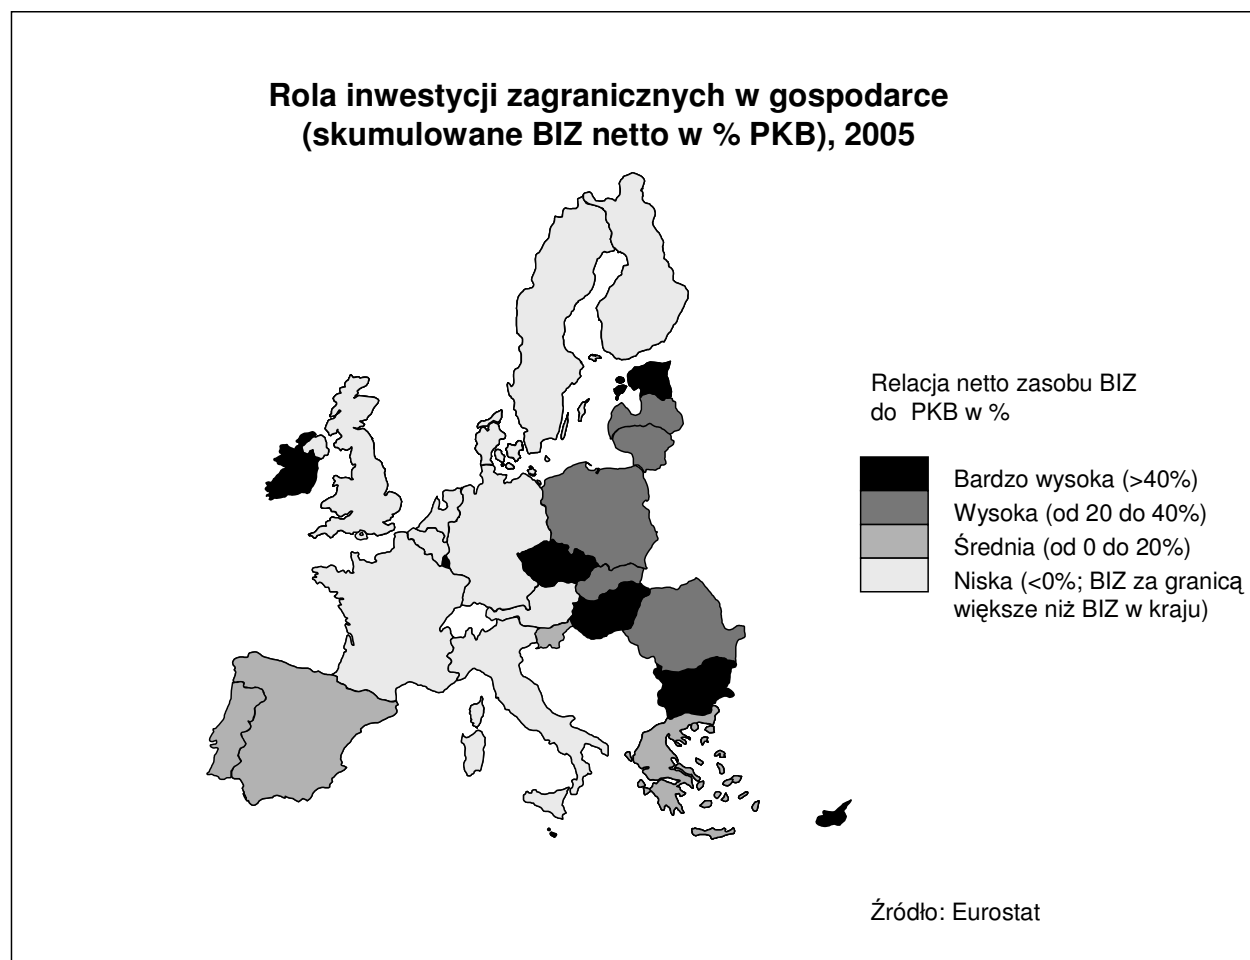 Rola inwestycji zagranicznych w gospodarce
(skumulowane BIZ netto w % PKB), 2005
Relacja netto zasobu BIZ
do PKB w %
Bardzo wysoka (>40%)
Wysoka (od 20 do 40%)
Średnia (od 0 do 20%)
Niska (<0%; BIZ za granicą
większe niż BIZ w kraju)
Źródło: Eurostat